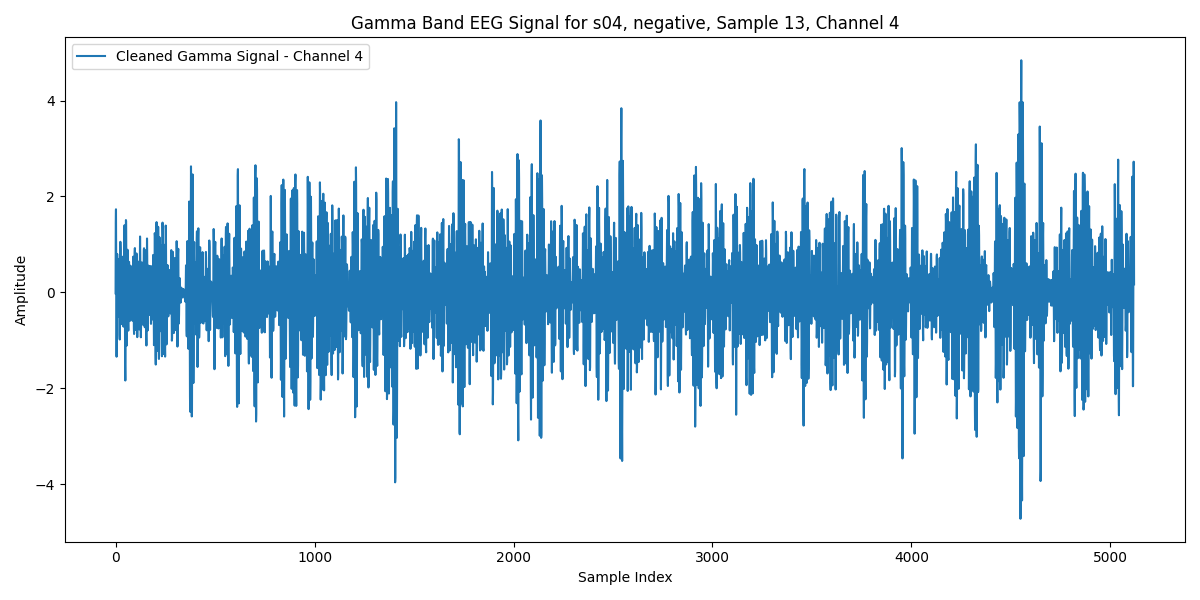 Gamma Band EEG Signal for s04, negative, Sample 13, Channel 4
Cleaned Gamma Signal - Channel 4
Amplitude
4
2
0
−2
−4
0 1000 2000 3000 4000 5000
Sample Index